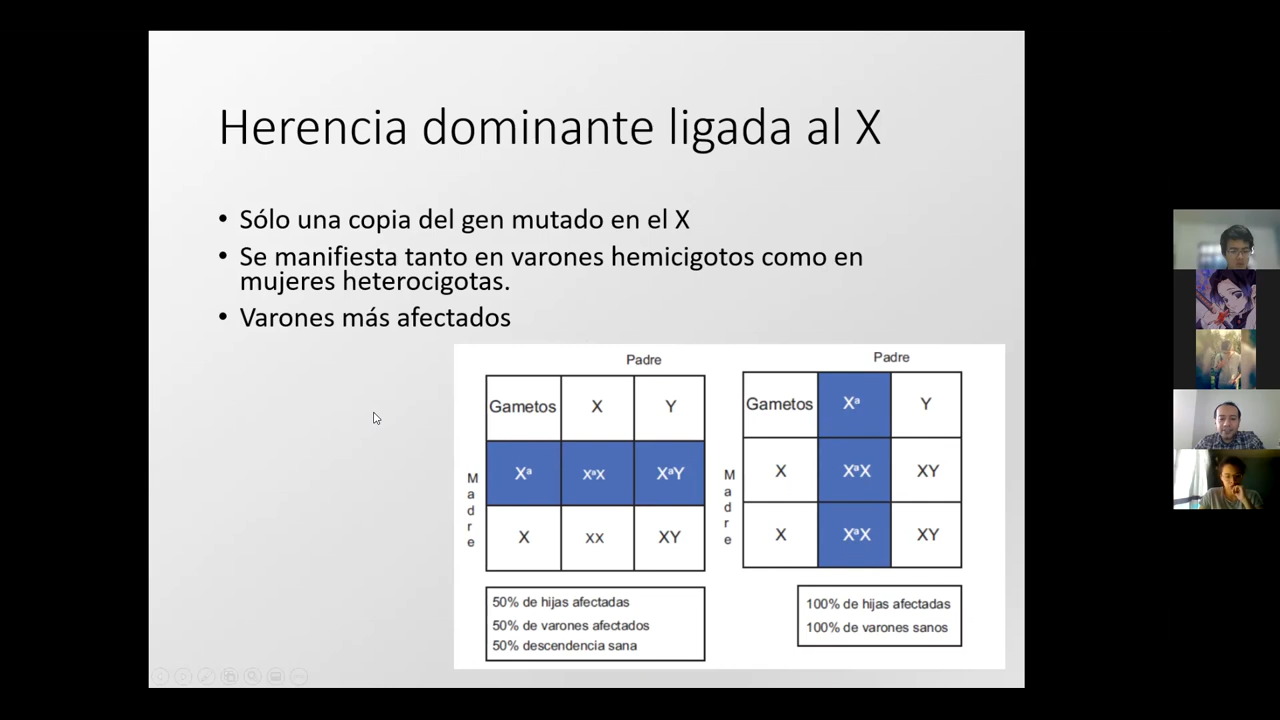 Herencia dominante ligada al X
• Sólo una copia del gen mutado en el X
• Se manifiesta tanto en varones hemicigotos como en
mujeres heterocigotas.
• Varones más afectados
Padre
Gametos X Y
Madre
Xᵃ XᵃX XᵃY
X XX XY
50% de hijas afectadas
50% de varones afectados
50% descendencia sana
Padre
Gametos Xᵃ Y
Madre
X XᵃX XY
X XᵃX XY
100% de hijas afectadas
100% de varones sanos